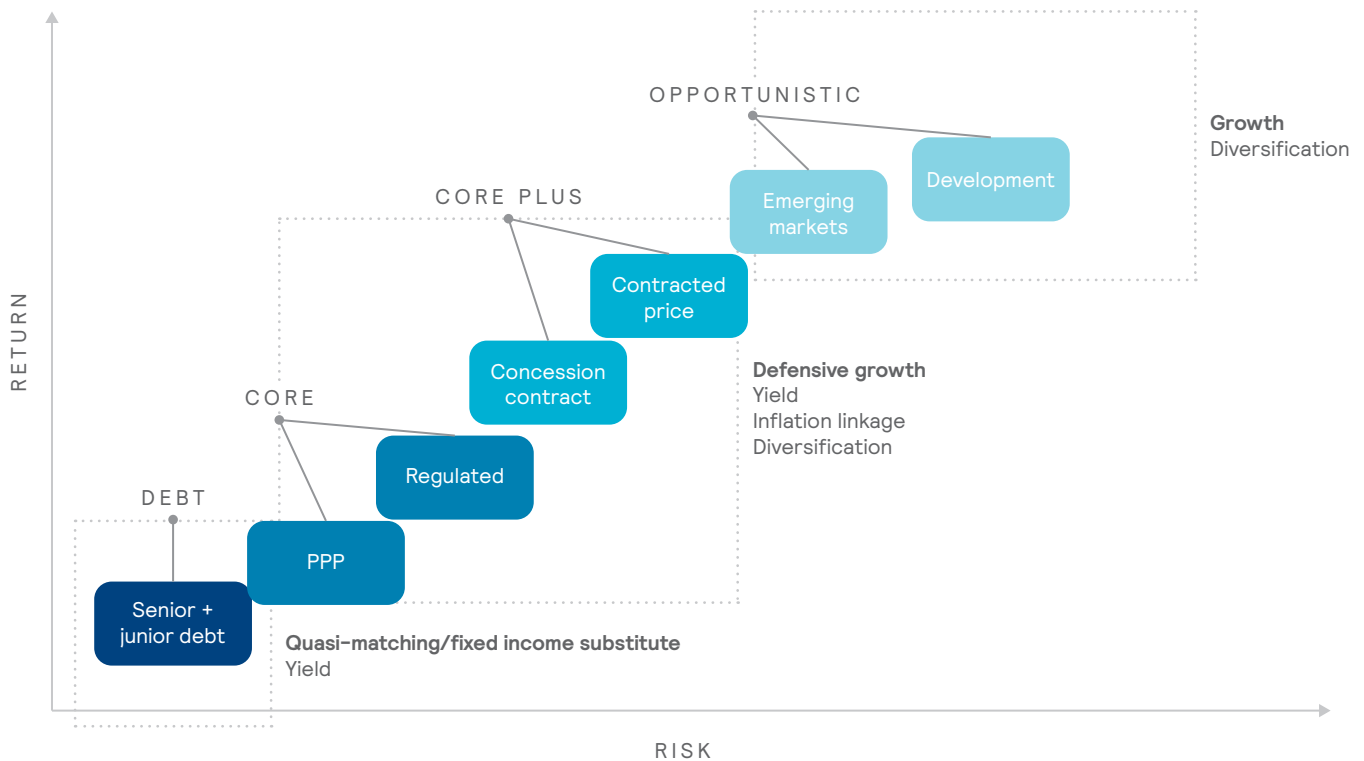 OPPORTUNISTIC
Growth
Diversification
Development
Emerging
markets
CORE PLUS
Contracted
price
RETURN
Concession
contract
Defensive growth
Yield
Inflation linkage
Diversification
CORE
Regulated
DEBT
PPP
Senior +
junior debt
Quasi-matching/fixed income substitute
Yield
RISK